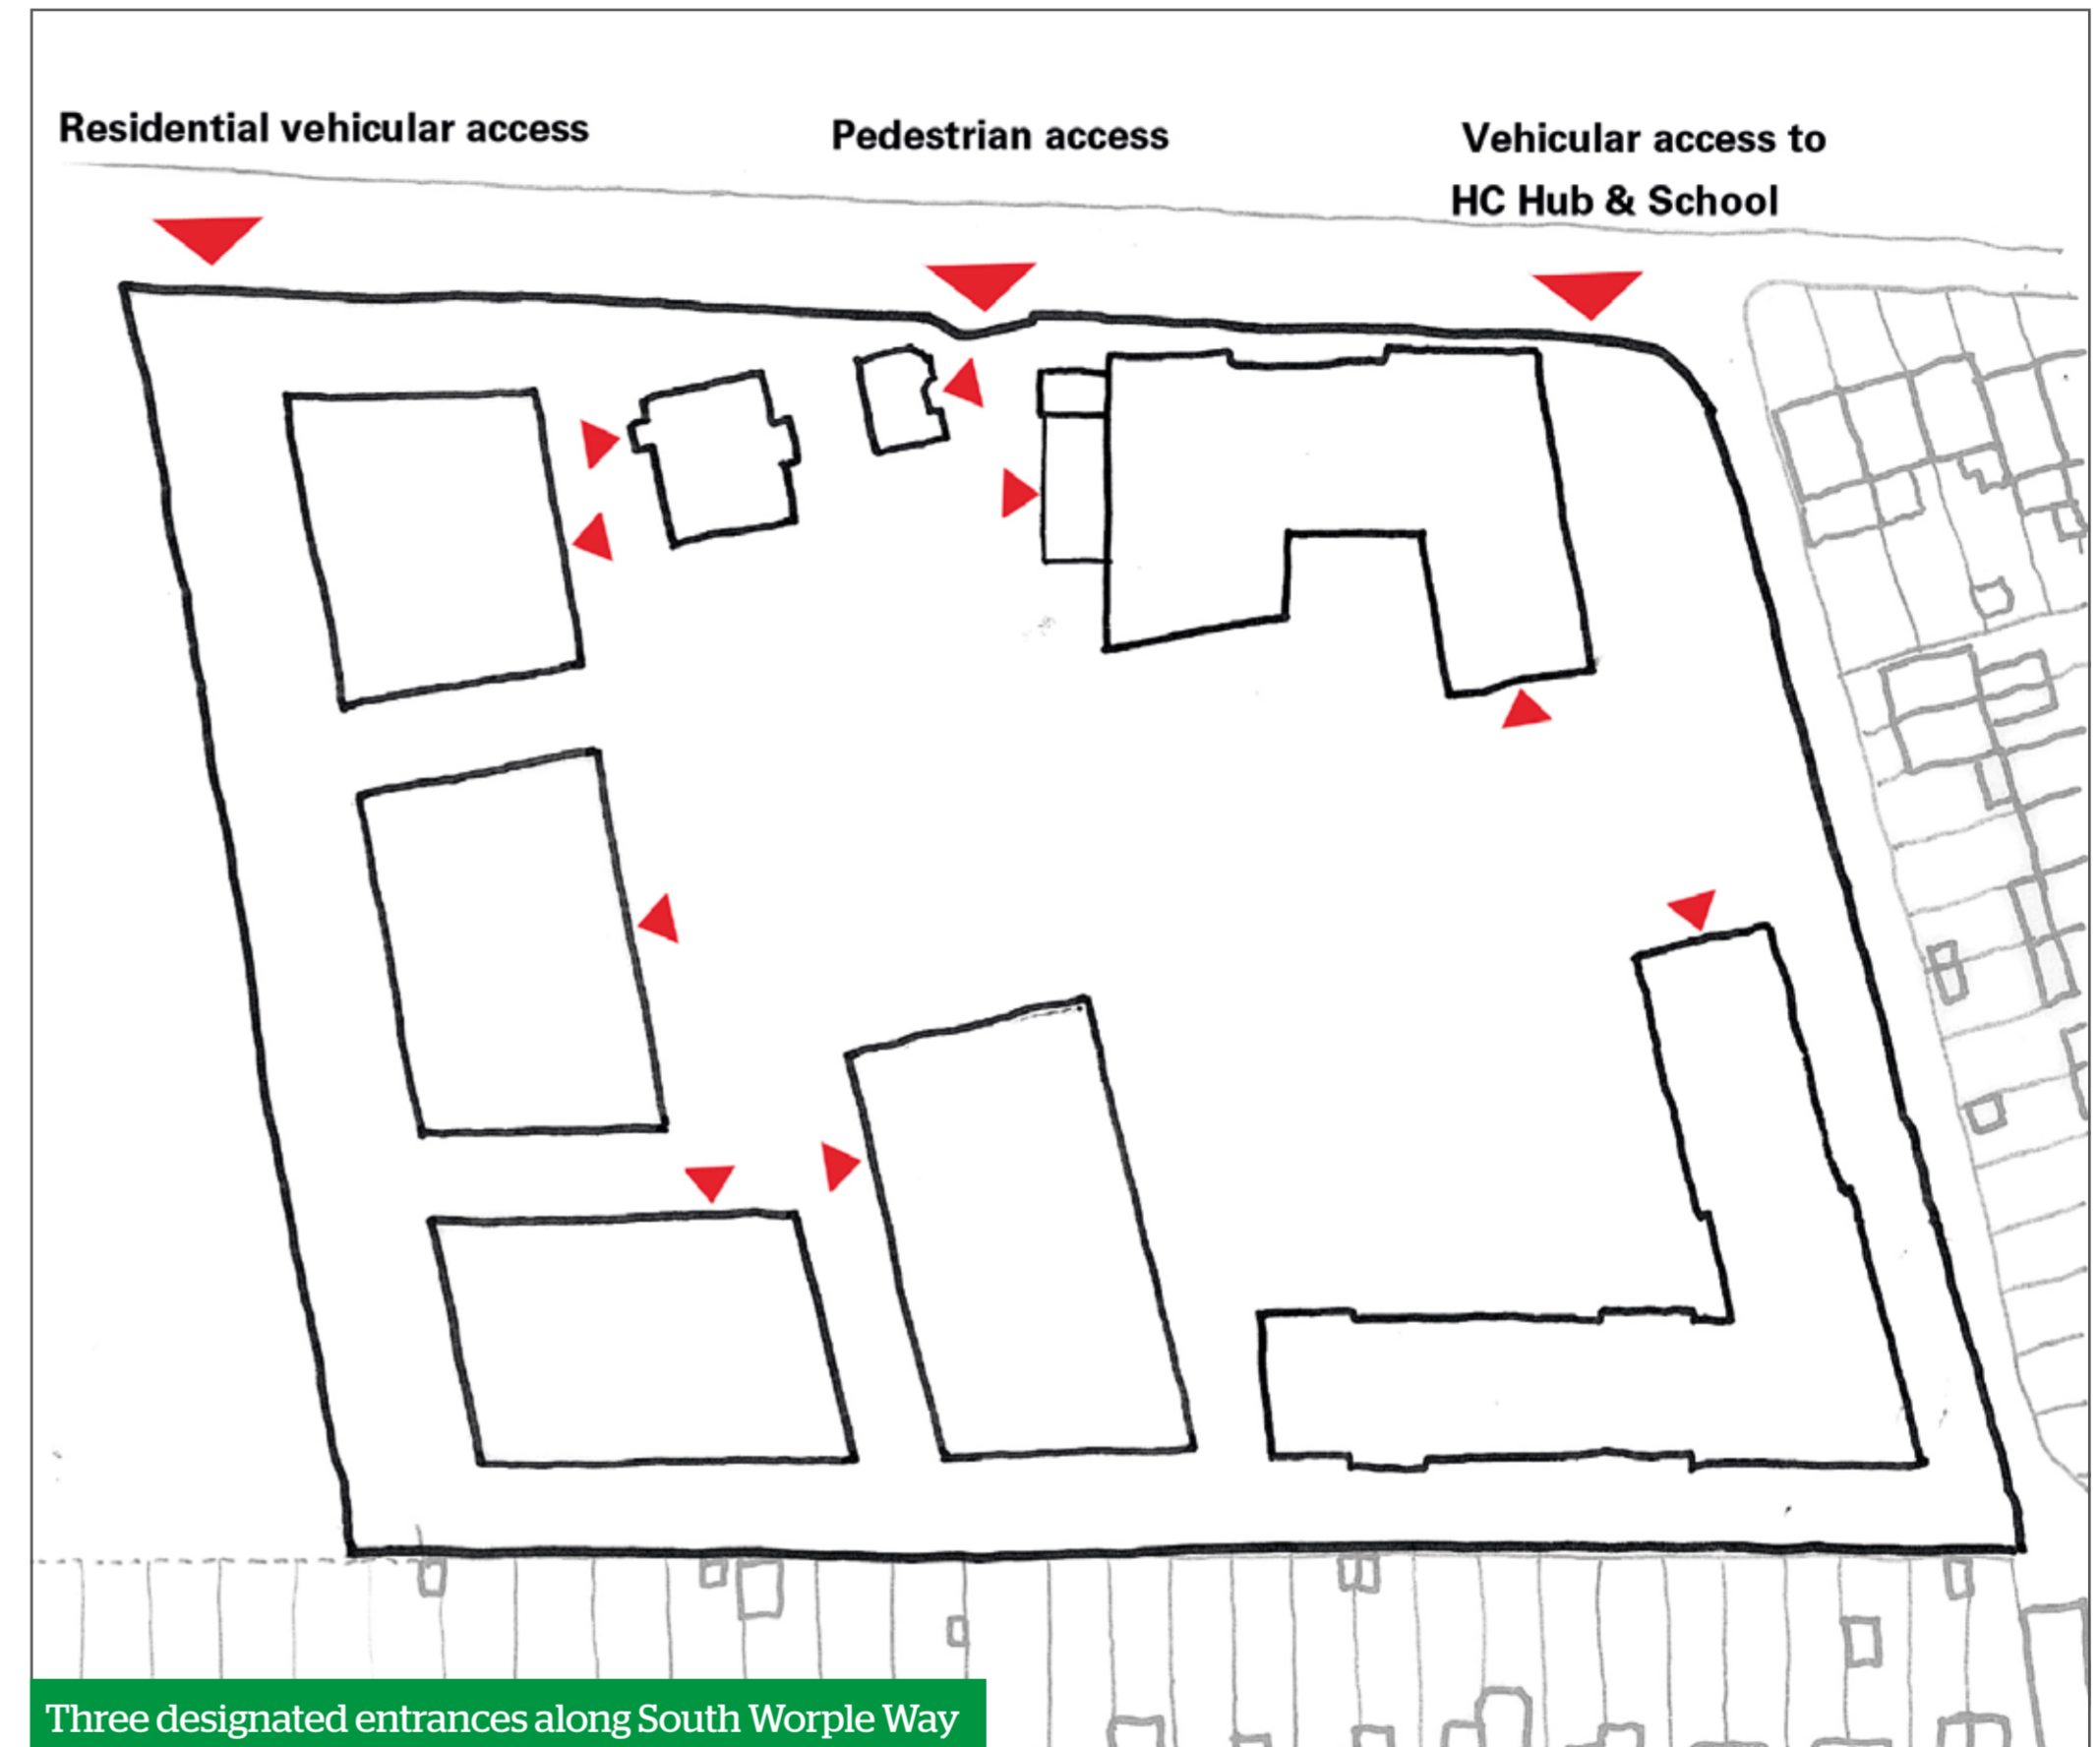 Residential vehicular access
Pedestrian access
Vehicular access to
HC Hub & School
Three designated entrances along South Worple Way